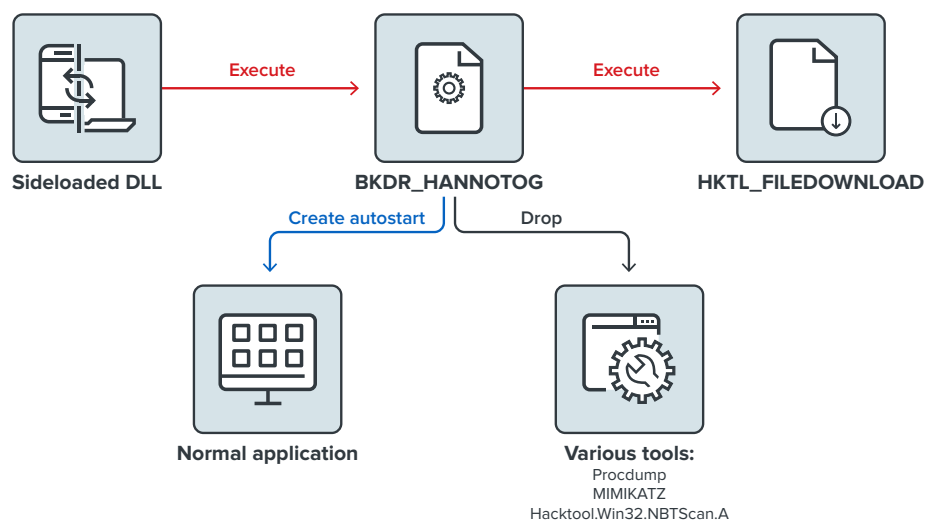 Execute
Execute
Sideloaded DLL
BKDR_HANNOTOG
HKTL_FILEDOWNLOAD
Create autostart
Drop
Normal application
Various tools:
Procdump
MIMIKATZ
Hacktool.Win32.NBTScan.A